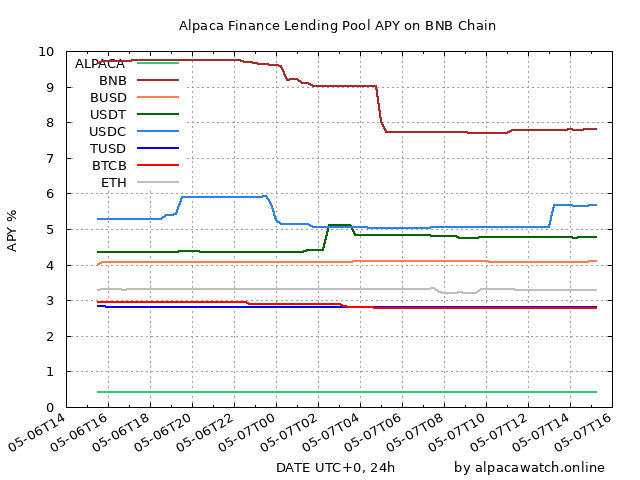 Alpaca Finance Lending Pool APY on BNB Chain
10
9
8
7
6
5
4
3
2
1
0
APY %
ALPACA
BNB
BUSD
USDT
USDC
TUSD
BTCB
ETH
05-06T14
05-06T16
05-06T18
05-06T20
05-06T22
05-07T00
05-07T02
05-07T04
05-07T06
05-07T08
05-07T10
05-07T12
05-07T14
05-07T16
DATE UTC+0, 24h
by alpacawatch.online